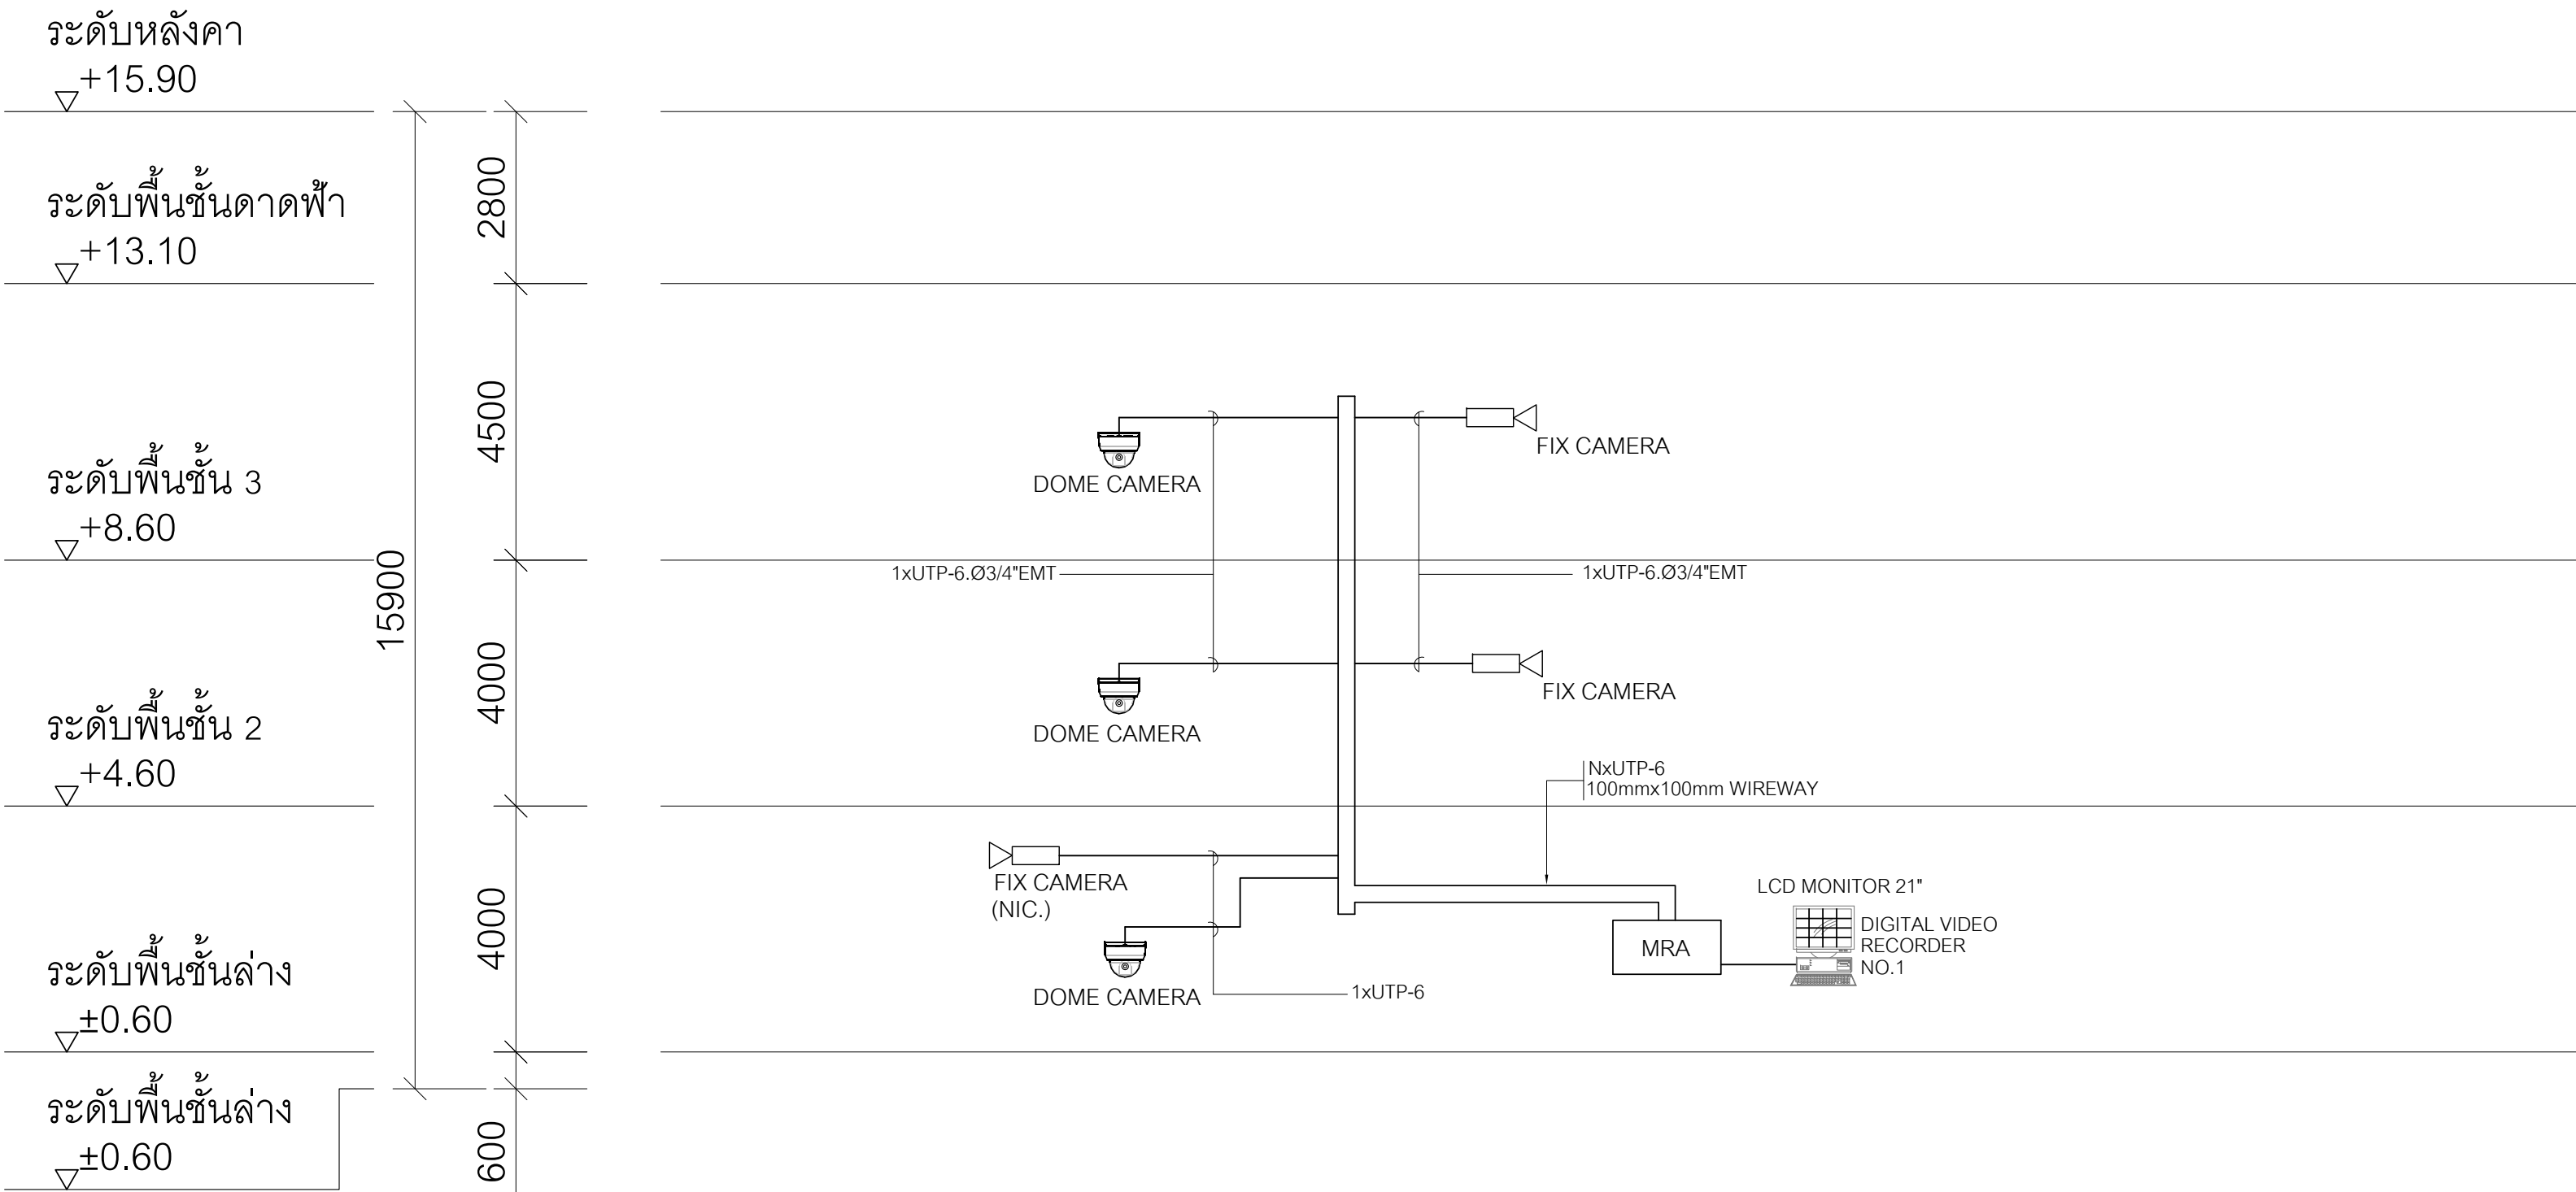 ระดับหลังคา
+15.90
ระดับพื้นชั้นดาดฟ้า
+13.10
ระดับพื้นชั้น 3
+8.60
ระดับพื้นชั้น 2
+4.60
ระดับพื้นชั้นล่าง
±0.60
ระดับพื้นชั้นล่าง
±0.60
15900
2800
4500
4000
4000
600
DOME CAMERA
FIX CAMERA
1xUTP-6.Ø3/4"EMT
1xUTP-6.Ø3/4"EMT
DOME CAMERA
FIX CAMERA
NxUTP-6
100mmx100mm WIREWAY
FIX CAMERA
(NIC.)
DOME CAMERA
1xUTP-6
MRA
LCD MONITOR 21"
DIGITAL VIDEO
RECORDER
NO.1